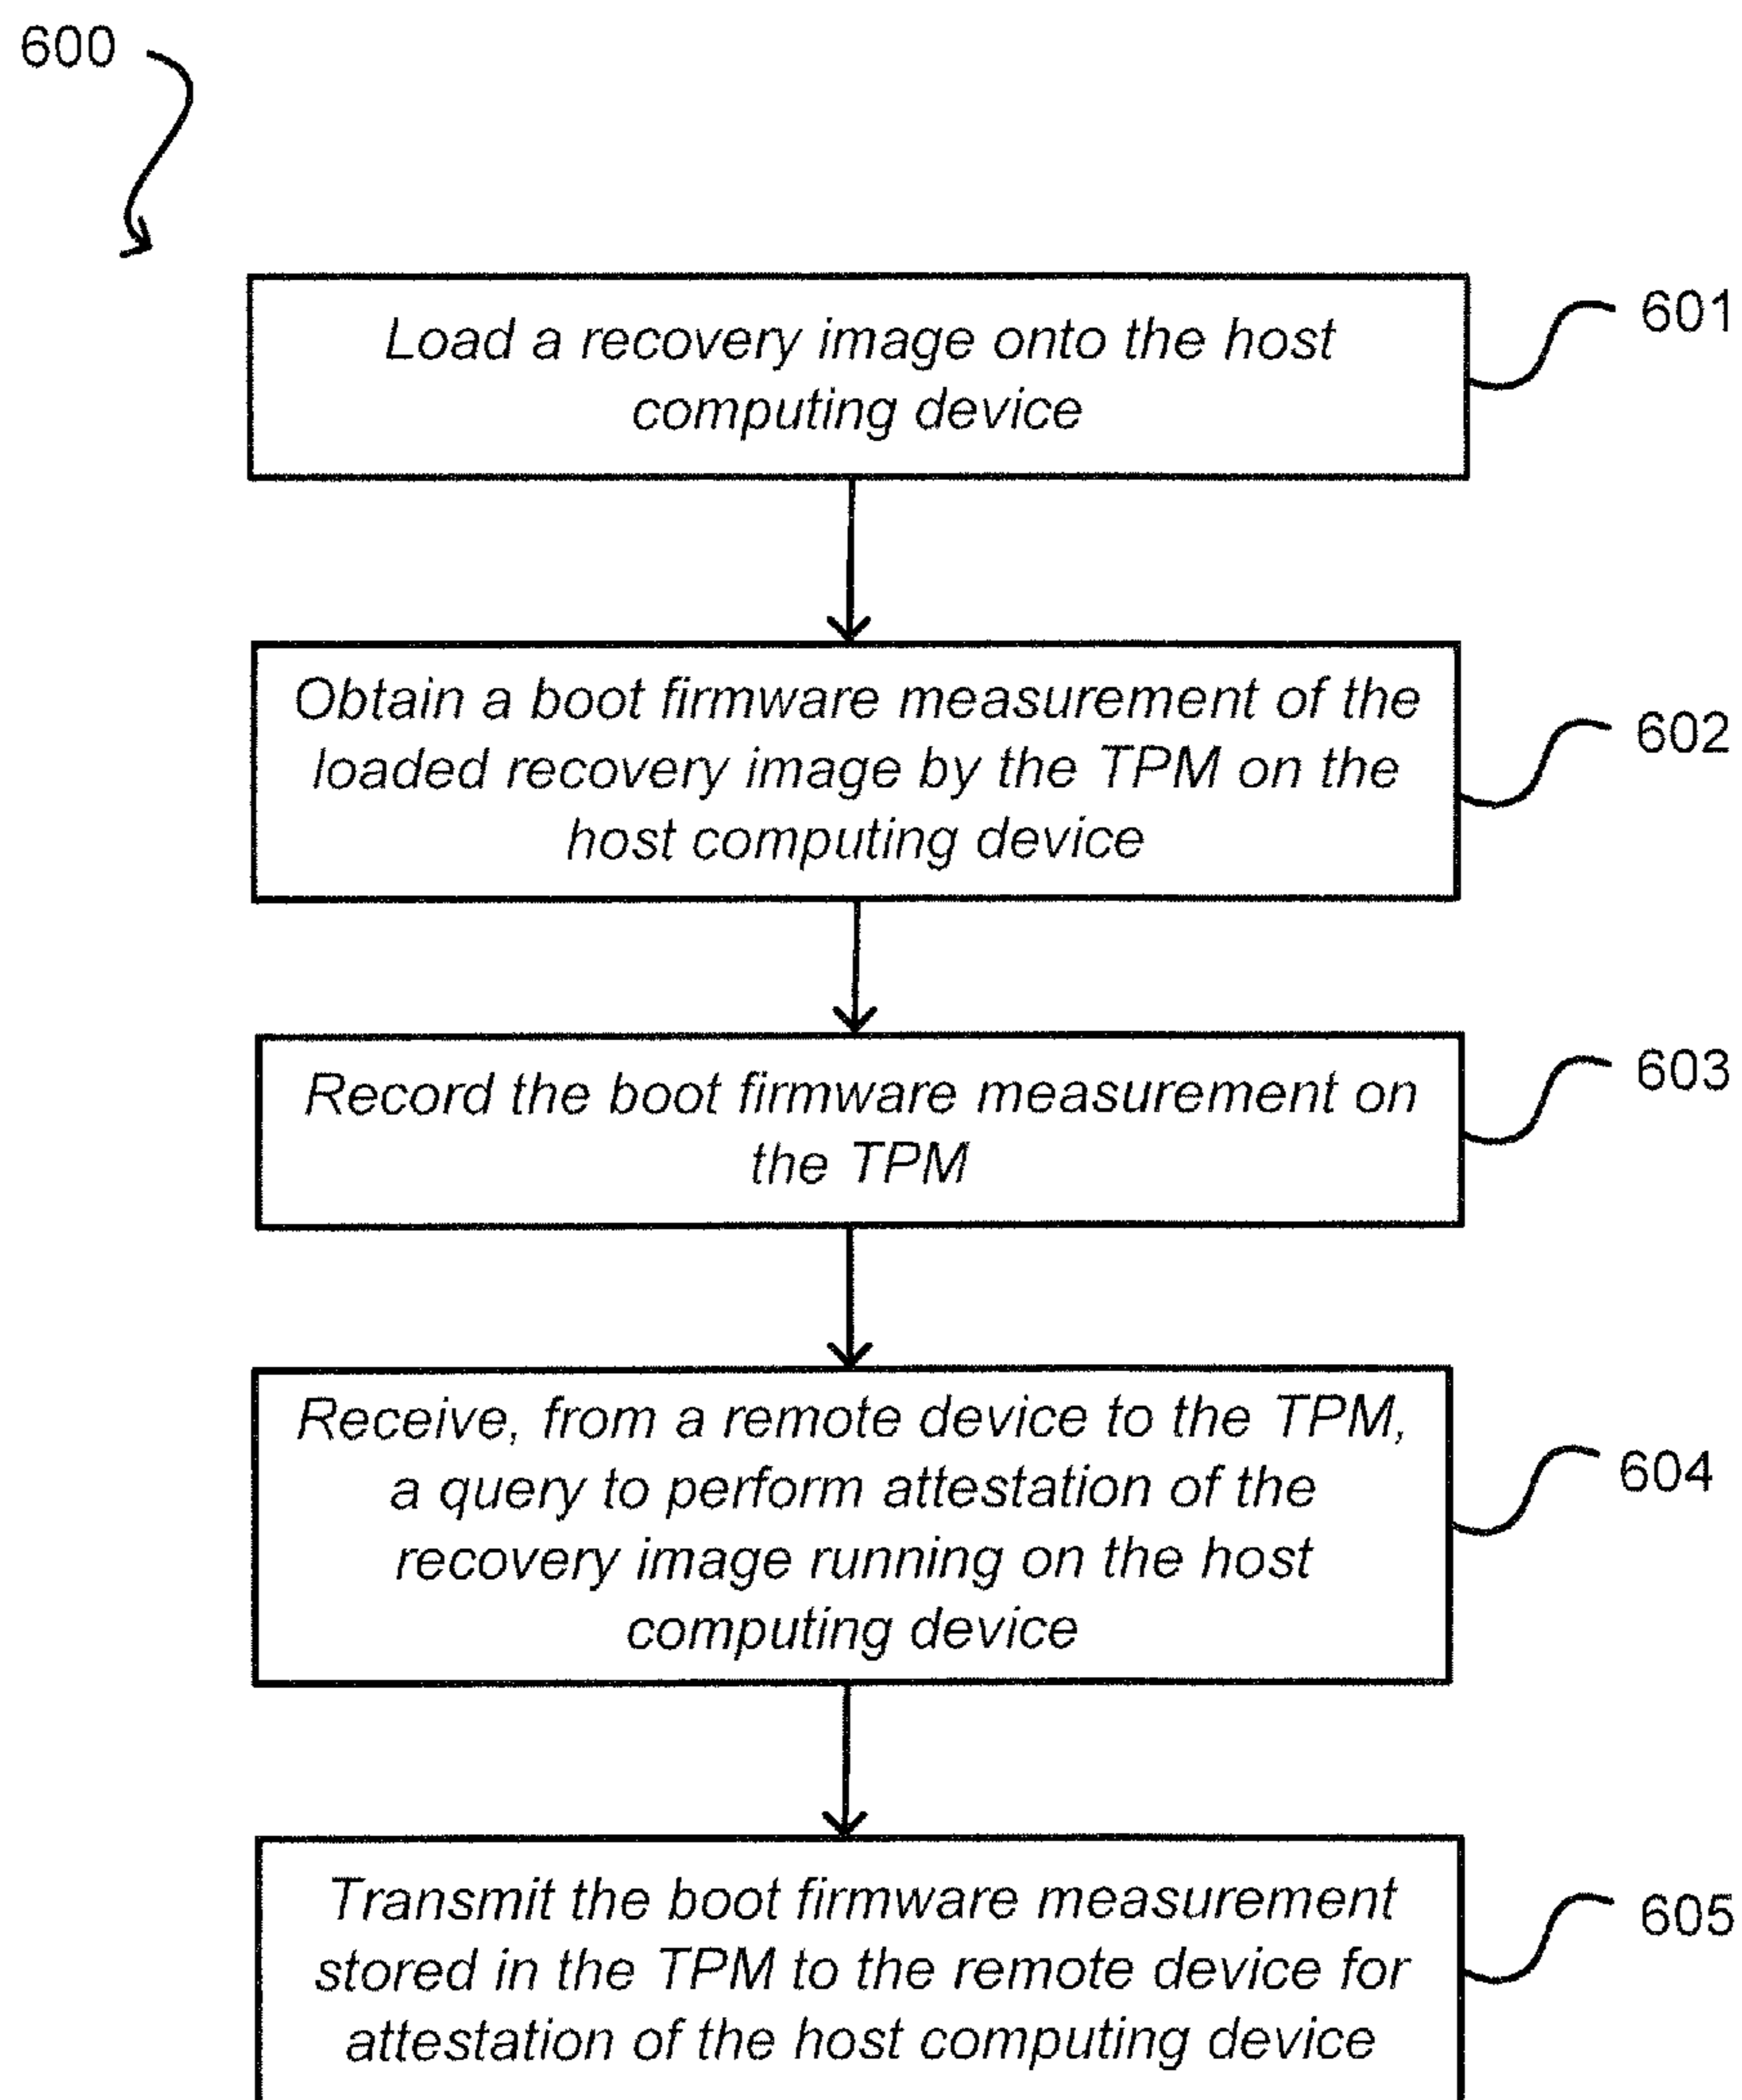 600
Load a recovery image onto the host
computing device
601
Obtain a boot firmware measurement of the
loaded recovery image by the TPM on the
host computing device
602
Record the boot firmware measurement on
the TPM
603
Receive, from a remote device to the TPM,
a query to perform attestation of the
recovery image running on the host
computing device
604
Transmit the boot firmware measurement
stored in the TPM to the remote device for
attestation of the host computing device
605